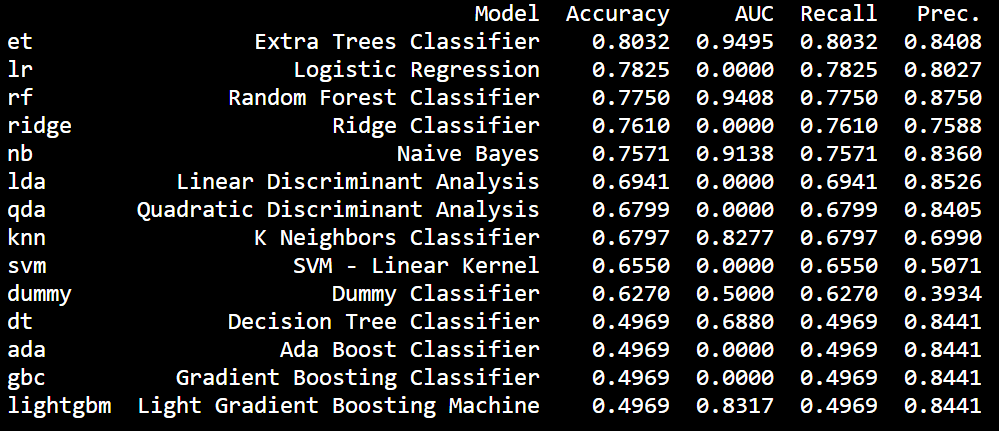 Model Accuracy AUC Recall Prec.
et Extra Trees Classifier 0.8032 0.9495 0.8032 0.8408
lr Logistic Regression 0.7825 0.0000 0.7825 0.8027
rf Random Forest Classifier 0.7750 0.9408 0.7750 0.8750
ridge Ridge Classifier 0.7610 0.0000 0.7610 0.7588
nb Naive Bayes 0.7571 0.9138 0.7571 0.8360
lda Linear Discriminant Analysis 0.6941 0.0000 0.6941 0.8526
qda Quadratic Discriminant Analysis 0.6799 0.0000 0.6799 0.8405
knn K Neighbors Classifier 0.6797 0.8277 0.6797 0.6990
svm SVM - Linear Kernel 0.6550 0.0000 0.6550 0.5071
dummy Dummy Classifier 0.6270 0.5000 0.6270 0.3934
dt Decision Tree Classifier 0.4969 0.6880 0.4969 0.8441
ada Ada Boost Classifier 0.4969 0.0000 0.4969 0.8441
gbc Gradient Boosting Classifier 0.4969 0.0000 0.4969 0.8441
lightgbm Light Gradient Boosting Machine 0.4969 0.8317 0.4969 0.8441